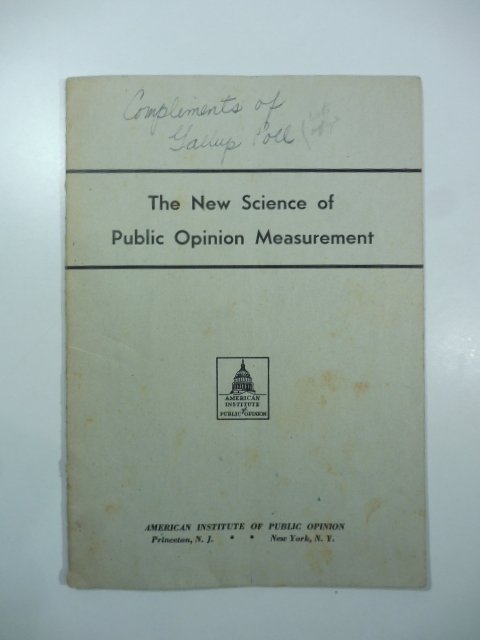 Compliments of
Gallup Poll
The New Science of
Public Opinion Measurement
AMERICAN
INSTITUTE
of
PUBLIC OPINION
AMERICAN INSTITUTE OF PUBLIC OPINION
Princeton, N. J. * * New York, N. Y.